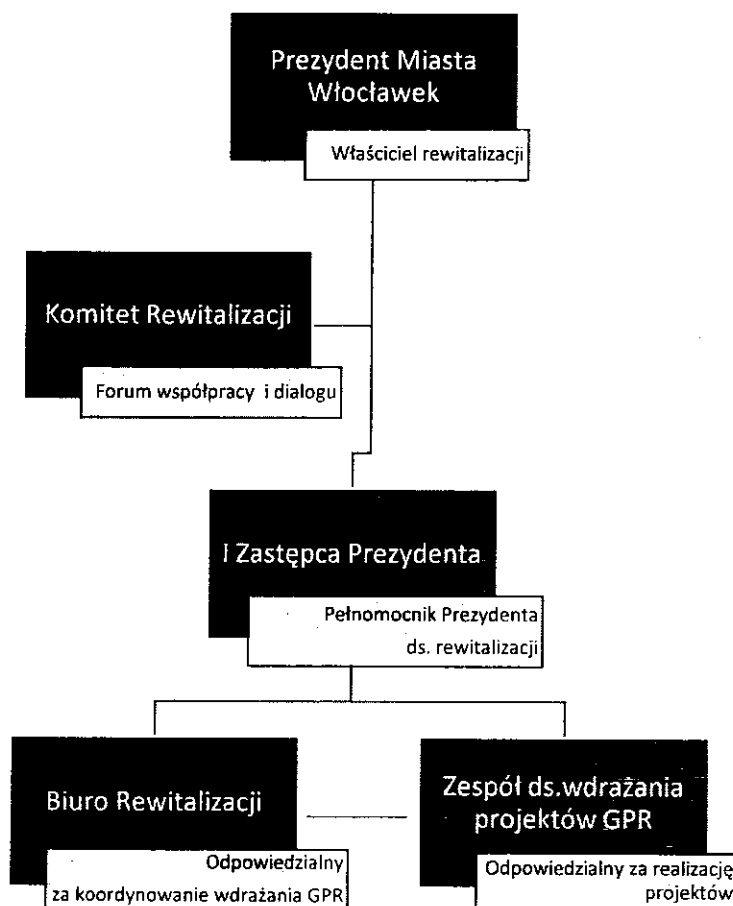 Prezydent Miasta
Włocławek
Właściciel rewitalizacji
Komitet Rewitalizacji
Forum współpracy i dialogu
I Zastępca Prezydenta
Pełnomocnik Prezydenta
ds. rewitalizacji
Biuro Rewitalizacji
Odpowiedzialny
za koordynowanie wdrażania GPR
Zespół ds.wdrażania
projektów GPR
Odpowiedzialny za realizację
projektów